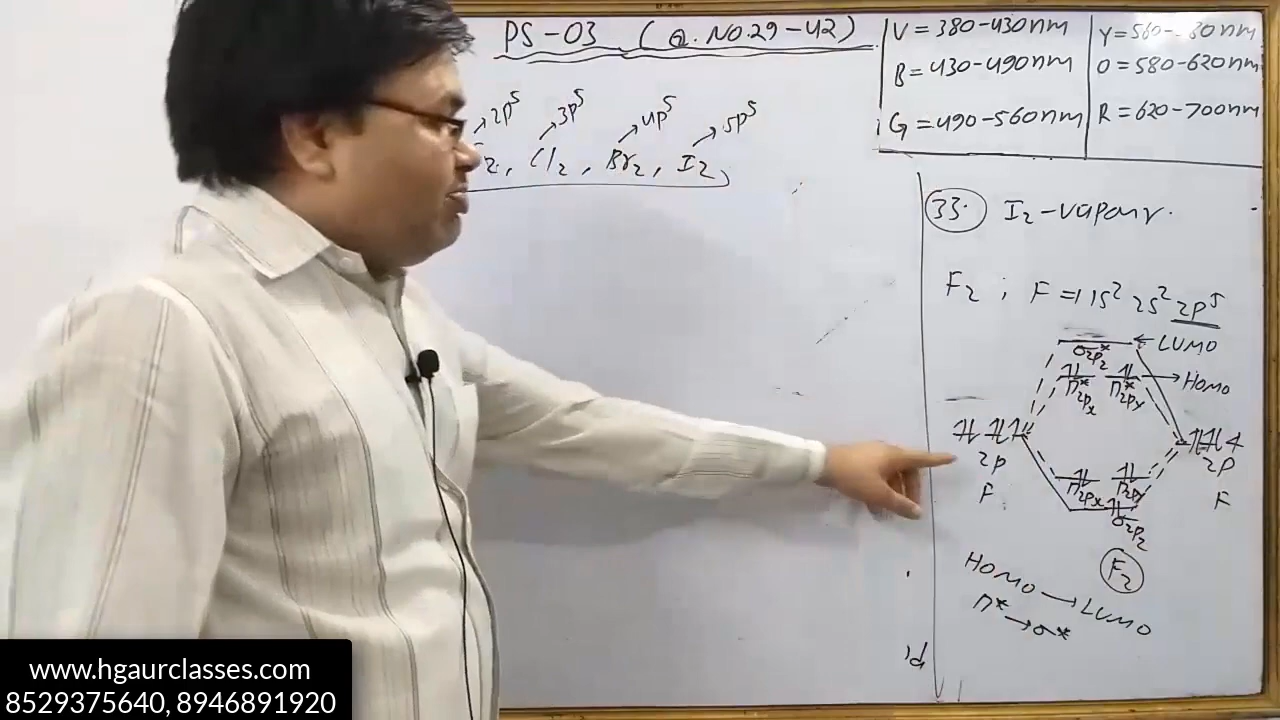 PS-03 (Q.NO.29-42)
V=380-430nm
B=430-490nm
G=490-560nm
O=580-620nm
R=620-700nm
2p⁵ 3p⁵ 4p⁵ 5p⁵
Cl₂, Br₂, I₂
33. I₂-vapour.
F₂ ; F=1s² 2s² 2p⁵
LUMO
σ*2pz
HOMO
π*2px π*2py
2p 2p
F F
π2px π2py
σ2pz
F₂
HOMO → LUMO
π* → σ*
www.hgaurclasses.com
8529375640, 8946891920